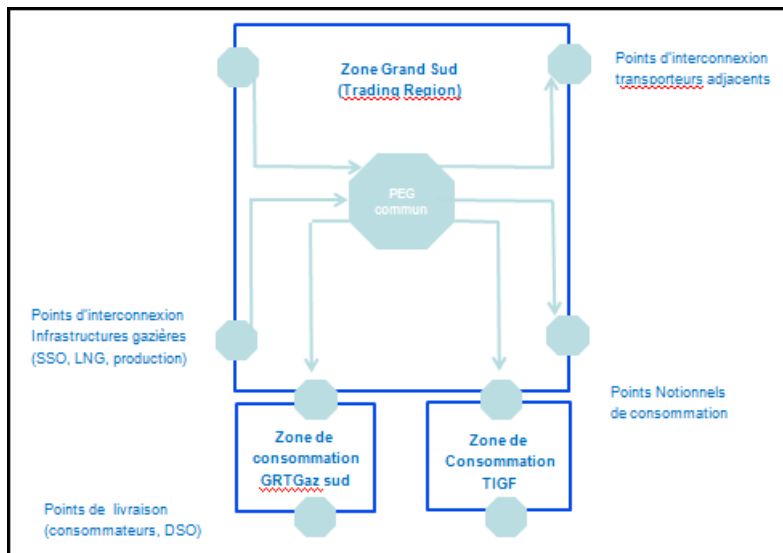 Zone Grand Sud
(Trading Region)
Points d'interconnexion
transporteurs adjacents
PEG
commun
Points d'interconnexion
Infrastructures gazières
(SSO, LNG, production)
Points Notionnels
de consommation
Zone de
consommation
GRTGaz sud
Zone de
Consommation
TIGF
Points de livraison
(consommateurs, DSO)